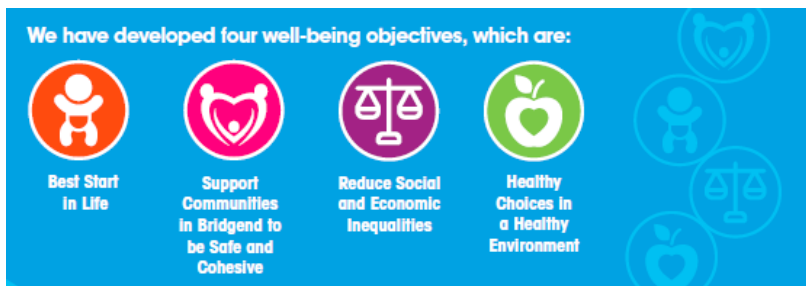 We have developed four well-being objectives, which are:
Best Start
in Life
Support
Communities
in Bridgend to
be Safe and
Cohesive
Reduce Social
and Economic
Inequalities
Healthy
Choices in
a Healthy
Environment